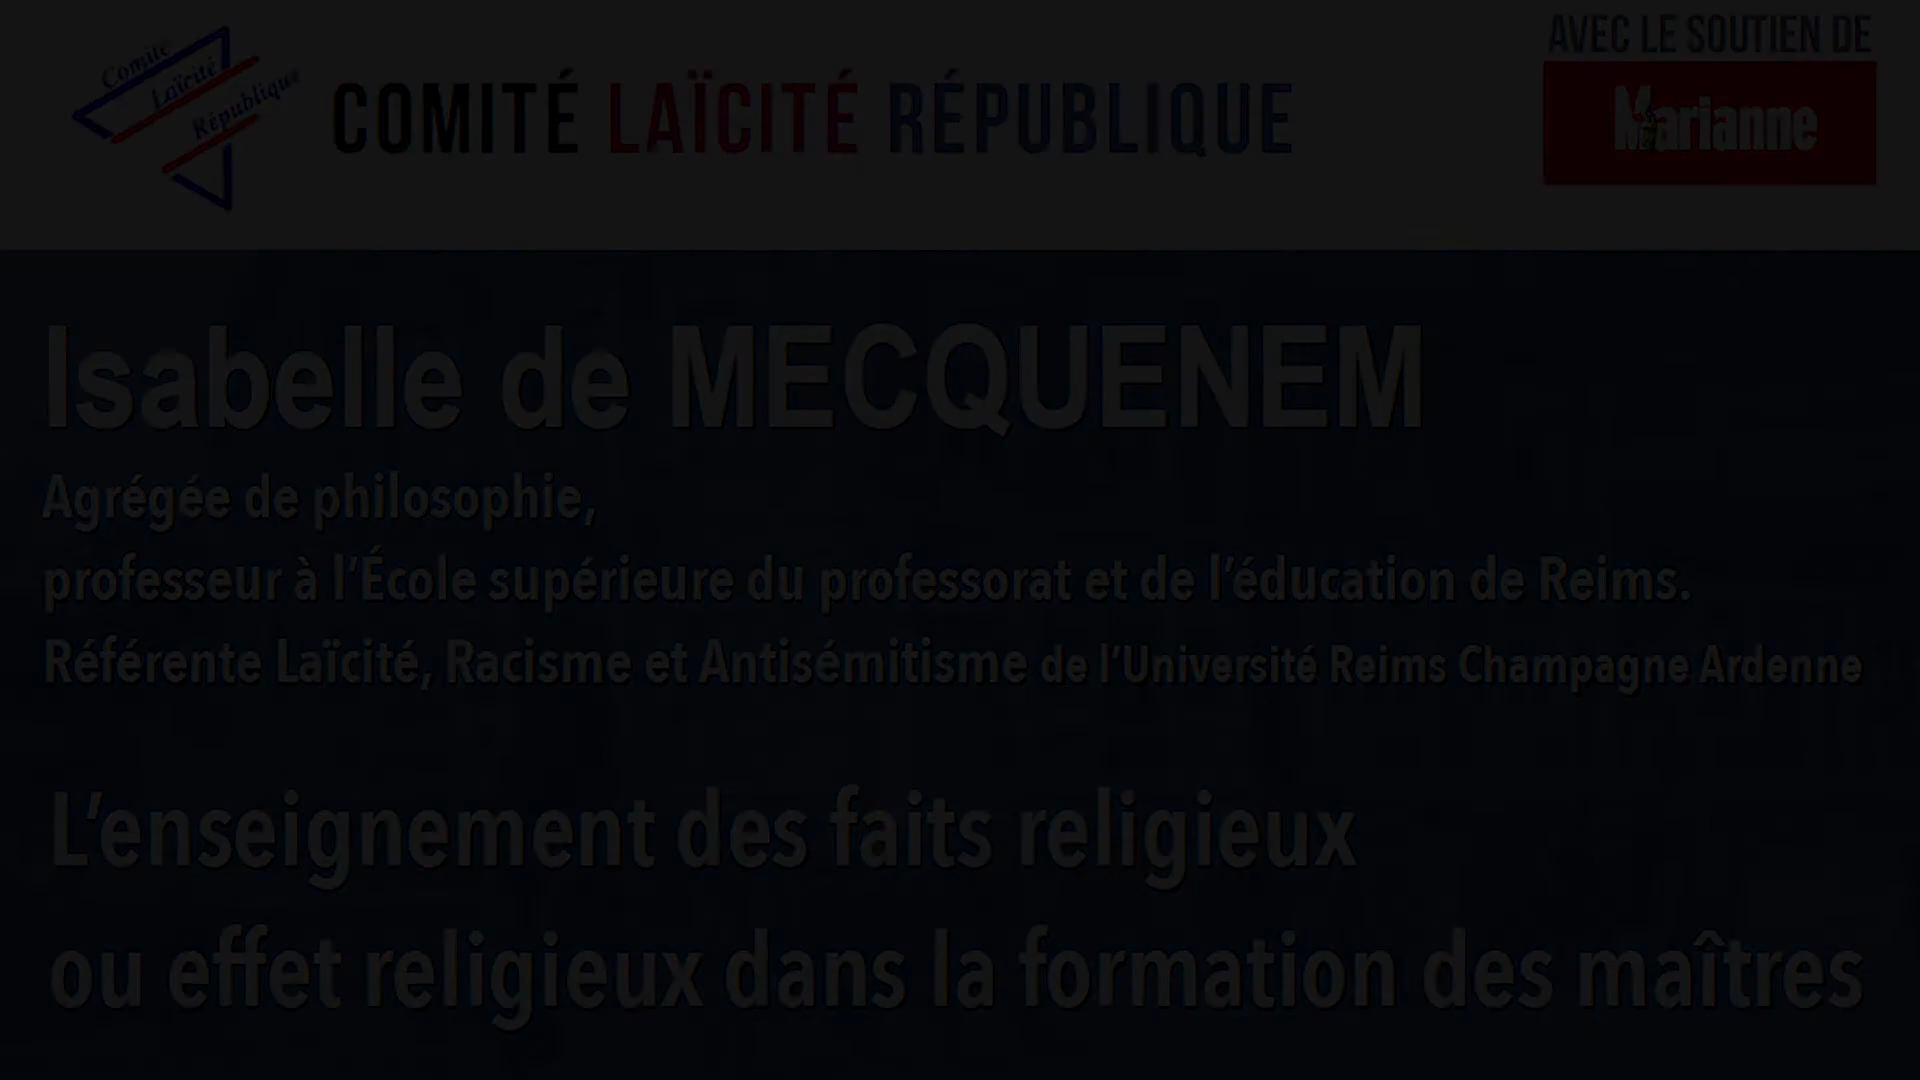 Comité
Laïcité
République
COMITÉ LAÏCITÉ RÉPUBLIQUE
AVEC LE SOUTIEN DE
Marianne
Isabelle de MECQUENEM
Agrégée de philosophie,
professeur à l’École supérieure du professorat et de l’éducation de Reims.
Référente Laïcité, Racisme et Antisémitisme de l’Université Reims Champagne Ardenne
L’enseignement des faits religieux
ou effet religieux dans la formation des maîtres